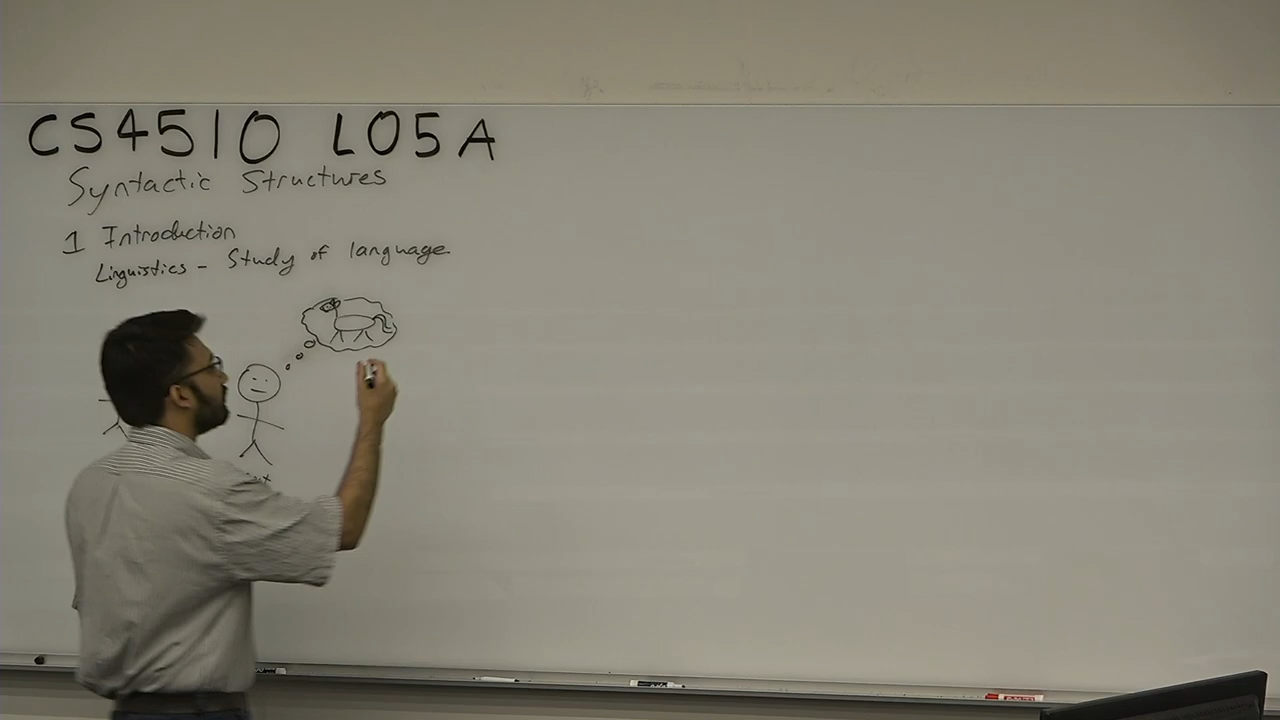 CS4510 L05A
Syntactic Structures
1 Introduction
Linguistics - Study of language